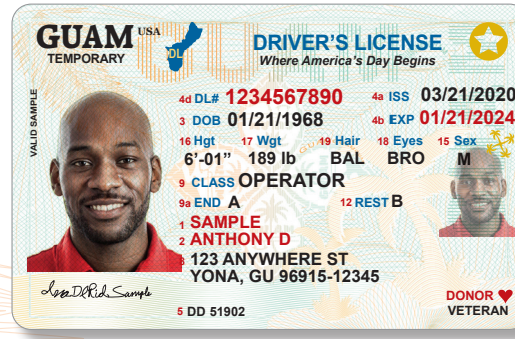 GUAM USA
TEMPORARY
DL
DRIVER'S LICENSE
Where America's Day Begins
VALID SAMPLE
4d DL# 1234567890 4a ISS 03/21/2020
3 DOB 01/21/1968 4b EXP 01/21/2024
16 Hgt 17 Wgt 19 Hair 18 Eyes 15 Sex
6'-01" 189 lb BAL BRO M
9 CLASS OPERATOR
9a END A 12 REST B
1 SAMPLE
2 ANTHONY D
8 123 ANYWHERE ST
YONA, GU 96915-12345
5 DD 51902
DONOR
VETERAN